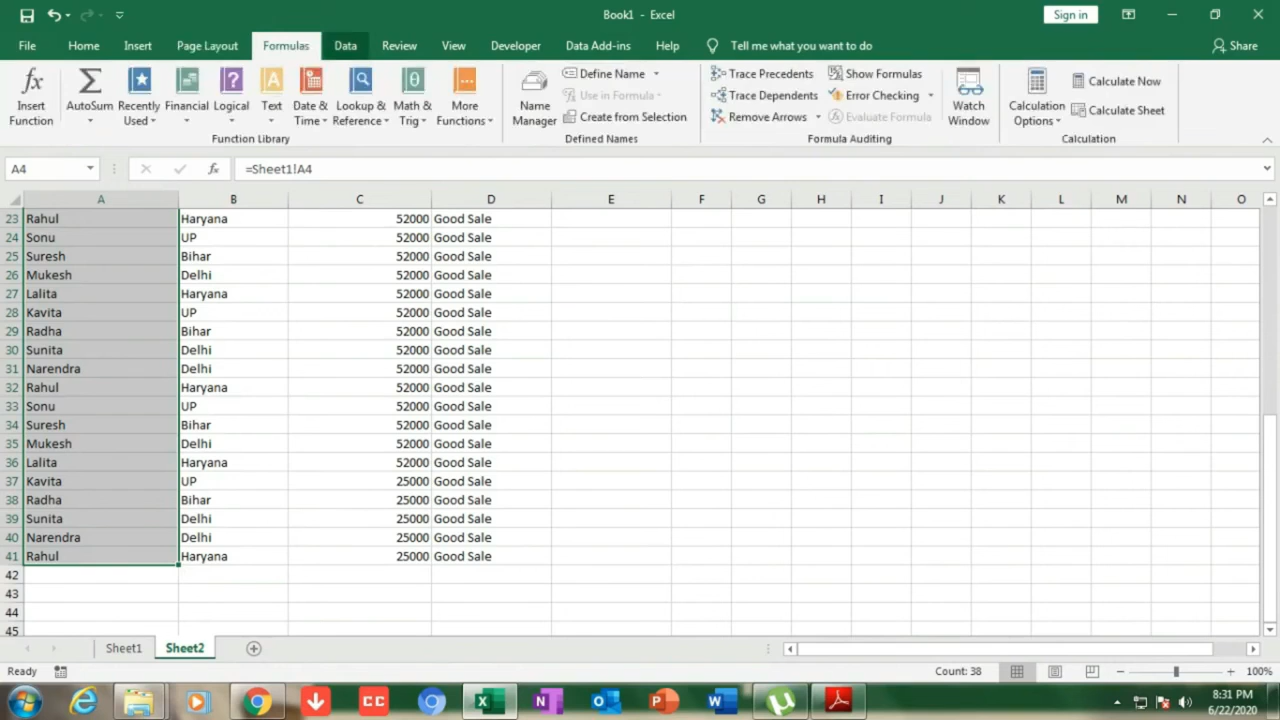 Book1 - Excel
Sign in
File Home Insert Page Layout Formulas Data Review View Developer Data Add-ins Help Tell me what you want to do Share
Insert Function
AutoSum
Recently Used
Financial
Logical
Text
Date & Time
Lookup & Reference
Math & Trig
More Functions
Function Library
Name Manager
Define Name
Use in Formula
Create from Selection
Defined Names
Trace Precedents
Trace Dependents
Remove Arrows
Show Formulas
Error Checking
Evaluate Formula
Formula Auditing
Watch Window
Calculation Options
Calculate Now
Calculate Sheet
Calculation
A4 fx =Sheet1!A4
A B C D E F G H I J K L M N O
23 Rahul Haryana 52000 Good Sale
24 Sonu UP 52000 Good Sale
25 Suresh Bihar 52000 Good Sale
26 Mukesh Delhi 52000 Good Sale
27 Lalita Haryana 52000 Good Sale
28 Kavita UP 52000 Good Sale
29 Radha Bihar 52000 Good Sale
30 Sunita Delhi 52000 Good Sale
31 Narendra Delhi 52000 Good Sale
32 Rahul Haryana 52000 Good Sale
33 Sonu UP 52000 Good Sale
34 Suresh Bihar 52000 Good Sale
35 Mukesh Delhi 52000 Good Sale
36 Lalita Haryana 52000 Good Sale
37 Kavita UP 25000 Good Sale
38 Radha Bihar 25000 Good Sale
39 Sunita Delhi 25000 Good Sale
40 Narendra Delhi 25000 Good Sale
41 Rahul Haryana 25000 Good Sale
42
43
44
45
Sheet1 Sheet2
Ready Count: 38 100%
8:31 PM
6/22/2020